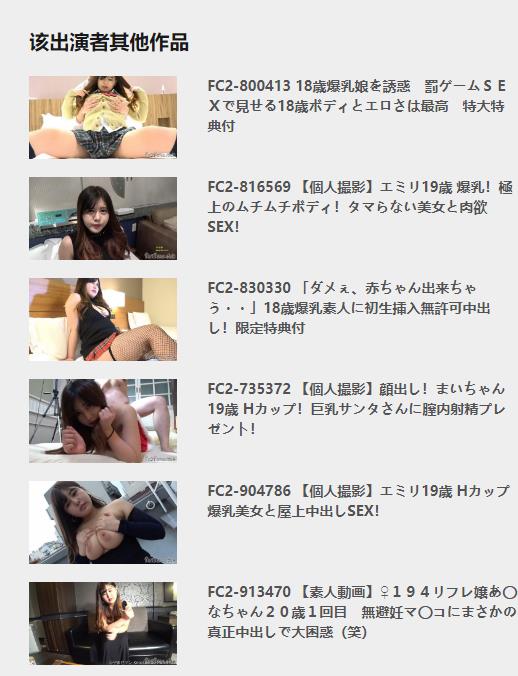 该出演者其他作品
FC2-800413 18歳爆乳娘を誘惑 罰ゲームＳＥ
Ｘで見せる18歳ボディとエロさは最高 特大特
典付
FC2-816569 【個人撮影】エミリ19歳 爆乳！極
上のムチムチボディ！タマらない美女と肉欲
SEX！
FC2-830330 「ダメぇ、赤ちゃん出来ちゃ
う・・」18歳爆乳素人に初生挿入無許可中出
し！限定特典付
FC2-735372 【個人撮影】顔出し！まいちゃん
19歳 Hカップ！巨乳サンタさんに膣内射精プレ
ゼント！
FC2-904786 【個人撮影】エミリ19歳 Hカップ
爆乳美女と屋上中出しSEX！
FC2-913470 【素人動画】♀１９４リフレ嬢あ◯
なちゃん２０歳１回目 無避妊マ◯コにまさかの
真正中出しで大困惑（笑）